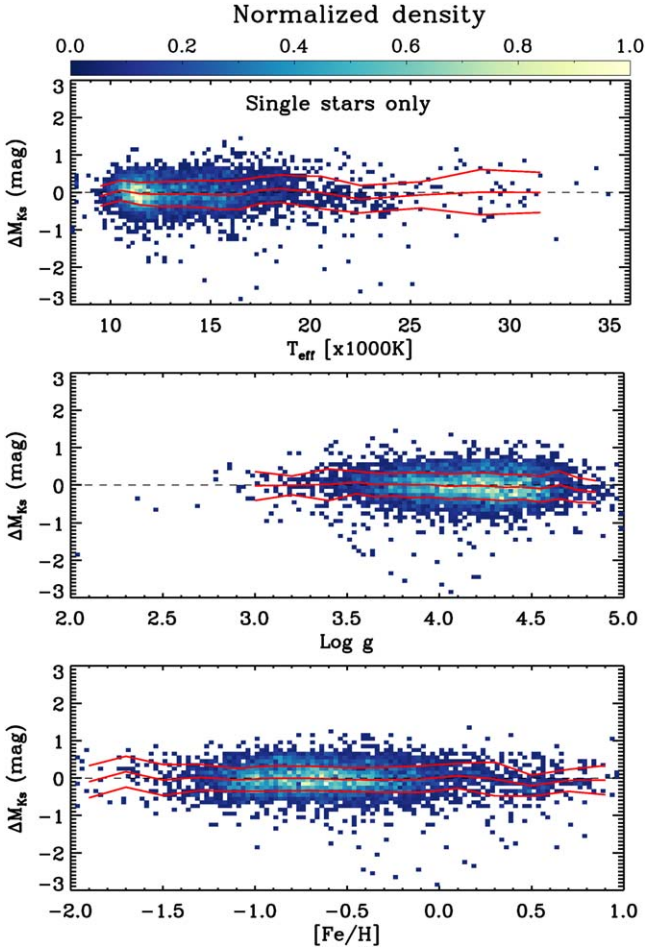 Normalized density
0.0 0.2 0.4 0.6 0.8 1.0
Single stars only
3
2
1
0
-1
-2
-3
ΔM_Ks (mag)
10 15 20 25 30 35
T_eff [x1000K]
3
2
1
0
-1
-2
-3
ΔM_Ks (mag)
2.0 2.5 3.0 3.5 4.0 4.5 5.0
Log g
3
2
1
0
-1
-2
-3
ΔM_Ks (mag)
-2.0 -1.5 -1.0 -0.5 0.0 0.5 1.0
[Fe/H]